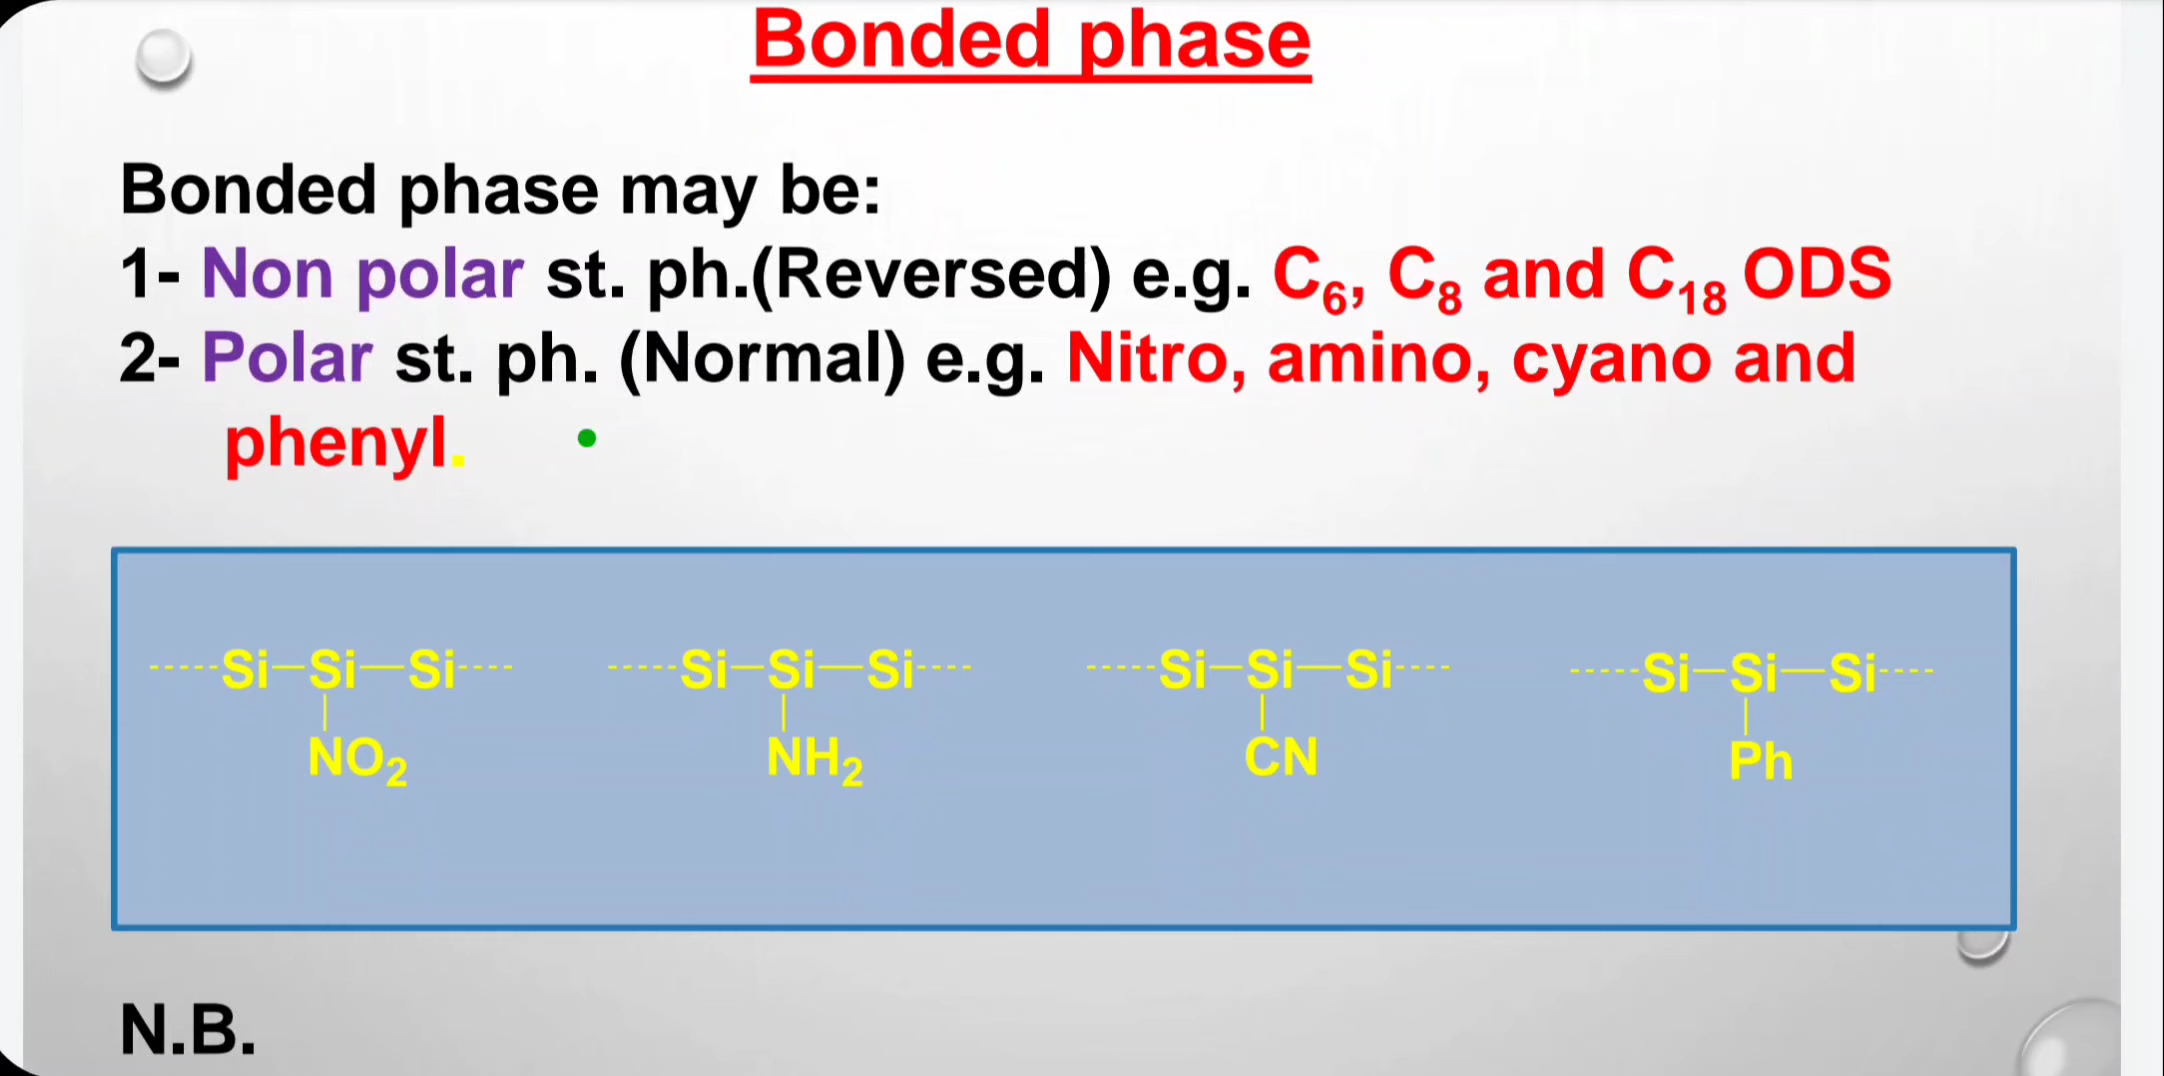 Bonded phase
Bonded phase may be:
1- Non polar st. ph.(Reversed) e.g. C₆, C₈ and C₁₈ ODS
2- Polar st. ph. (Normal) e.g. Nitro, amino, cyano and
phenyl.
-----Si—Si—Si---- -----Si—Si—Si---- -----Si—Si—Si---- -----Si—Si—Si----
NO₂ NH₂ CN Ph
N.B.